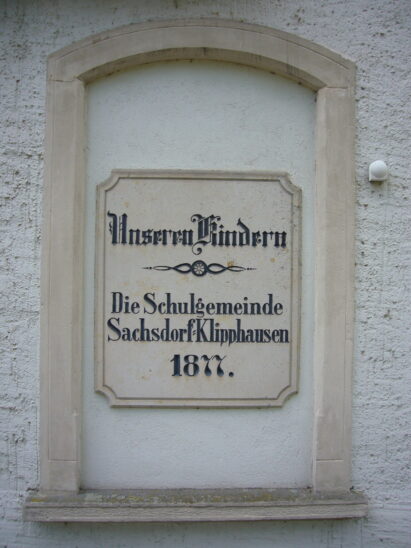 Unseren Kindern
Die Schulgemeinde
Sachsdorf-Klipphausen
1877.